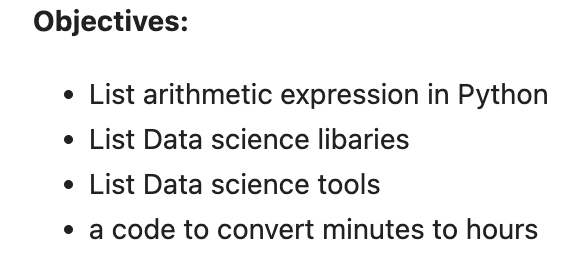 Objectives:
• List arithmetic expression in Python
• List Data science libaries
• List Data science tools
• a code to convert minutes to hours